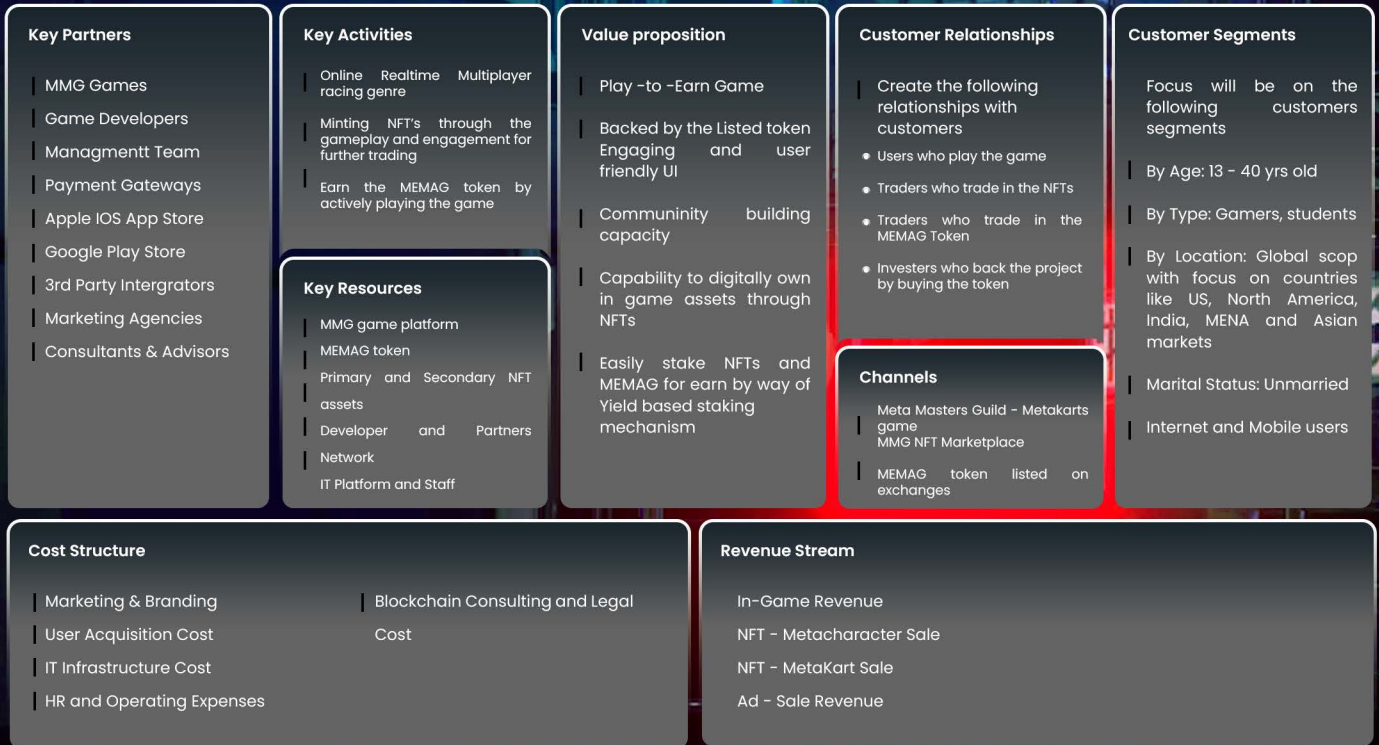 Key Partners
MMG Games
Game Developers
Managmentt Team
Payment Gateways
Apple IOS App Store
Google Play Store
3rd Party Intergrators
Marketing Agencies
Consultants & Advisors
Key Activities
Online Realtime Multiplayer
racing genre
Minting NFT's through the
gameplay and engagement for
further trading
Earn the MEMAG token by
actively playing the game
Key Resources
MMG game platform
MEMAG token
Primary and Secondary NFT
assets
Developer and Partners
Network
IT Platform and Staff
Value proposition
Play -to -Earn Game
Backed by the Listed token
Engaging and user
friendly UI
Communinity building
capacity
Capability to digitally own
in game assets through
NFTs
Easily stake NFTs and
MEMAG for earn by way of
Yield based staking
mechanism
Customer Relationships
Create the following
relationships with
customers
Users who play the game
Traders who trade in the NFTs
Traders who trade in the
MEMAG Token
Investers who back the project
by buying the token
Channels
Meta Masters Guild - Metakarts
game
MMG NFT Marketplace
MEMAG token listed on
exchanges
Customer Segments
Focus will be on the
following customers
segments
By Age: 13 - 40 yrs old
By Type: Gamers, students
By Location: Global scop
with focus on countries
like US, North America,
India, MENA and Asian
markets
Marital Status: Unmarried
Internet and Mobile users
Cost Structure
Marketing & Branding
User Acquisition Cost
IT Infrastructure Cost
HR and Operating Expenses
Blockchain Consulting and Legal
Cost
Revenue Stream
In-Game Revenue
NFT - Metacharacter Sale
NFT - MetaKart Sale
Ad - Sale Revenue